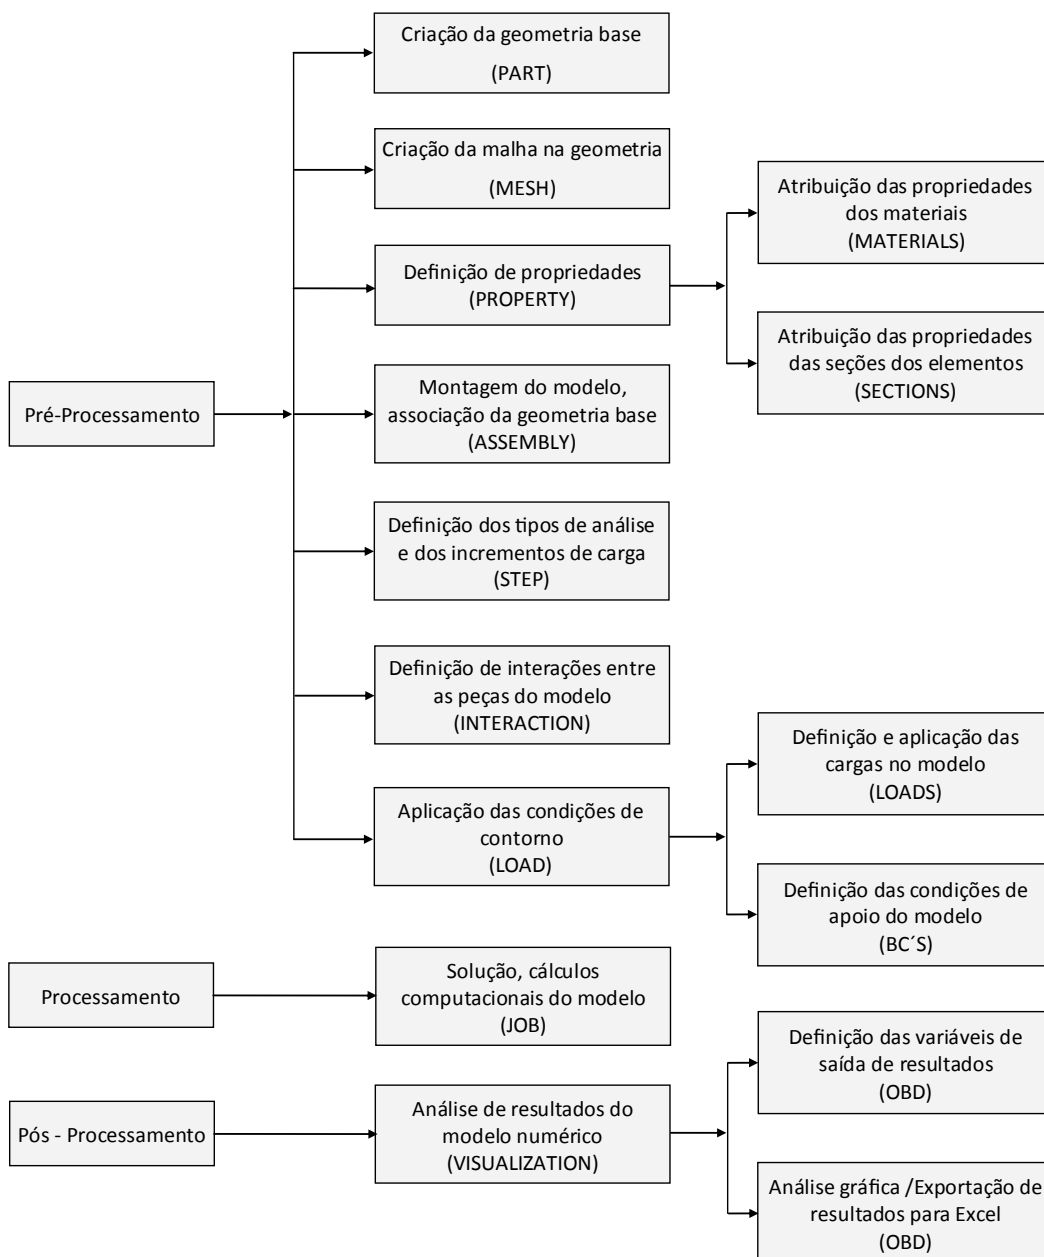 Criação da geometria base
(PART)
Criação da malha na geometria
(MESH)
Atribuição das propriedades
dos materiais
(MATERIALS)
Definição de propriedades
(PROPERTY)
Atribuição das propriedades
das seções dos elementos
(SECTIONS)
Pré-Processamento
Montagem do modelo,
associação da geometria base
(ASSEMBLY)
Definição dos tipos de análise
e dos incrementos de carga
(STEP)
Definição de interações entre
as peças do modelo
(INTERACTION)
Definição e aplicação das
cargas no modelo
(LOADS)
Aplicação das condições de
contorno
(LOAD)
Definição das condições de
apoio do modelo
(BC´S)
Processamento
Solução, cálculos
computacionais do modelo
(JOB)
Definição das variáveis de
saída de resultados
(OBD)
Pós - Processamento
Análise de resultados do
modelo numérico
(VISUALIZATION)
Análise gráfica /Exportação de
resultados para Excel
(OBD)